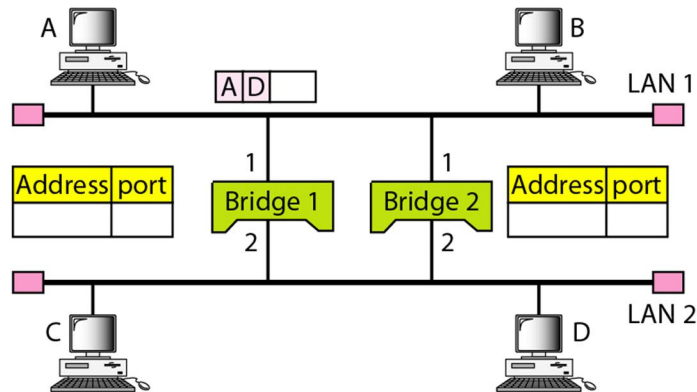 A
B
A D
LAN 1
1
1
Address port
Bridge 1
Bridge 2
Address port
2
2
C
D
LAN 2